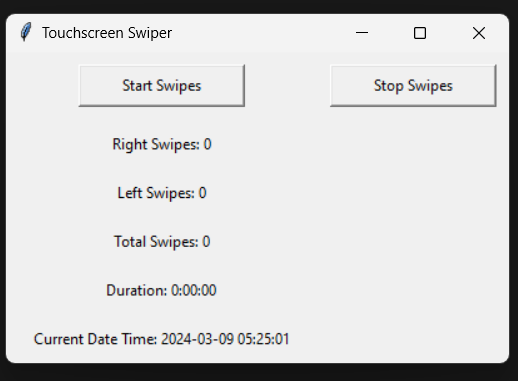 Touchscreen Swiper
Start Swipes Stop Swipes
Right Swipes: 0
Left Swipes: 0
Total Swipes: 0
Duration: 0:00:00
Current Date Time: 2024-03-09 05:25:01